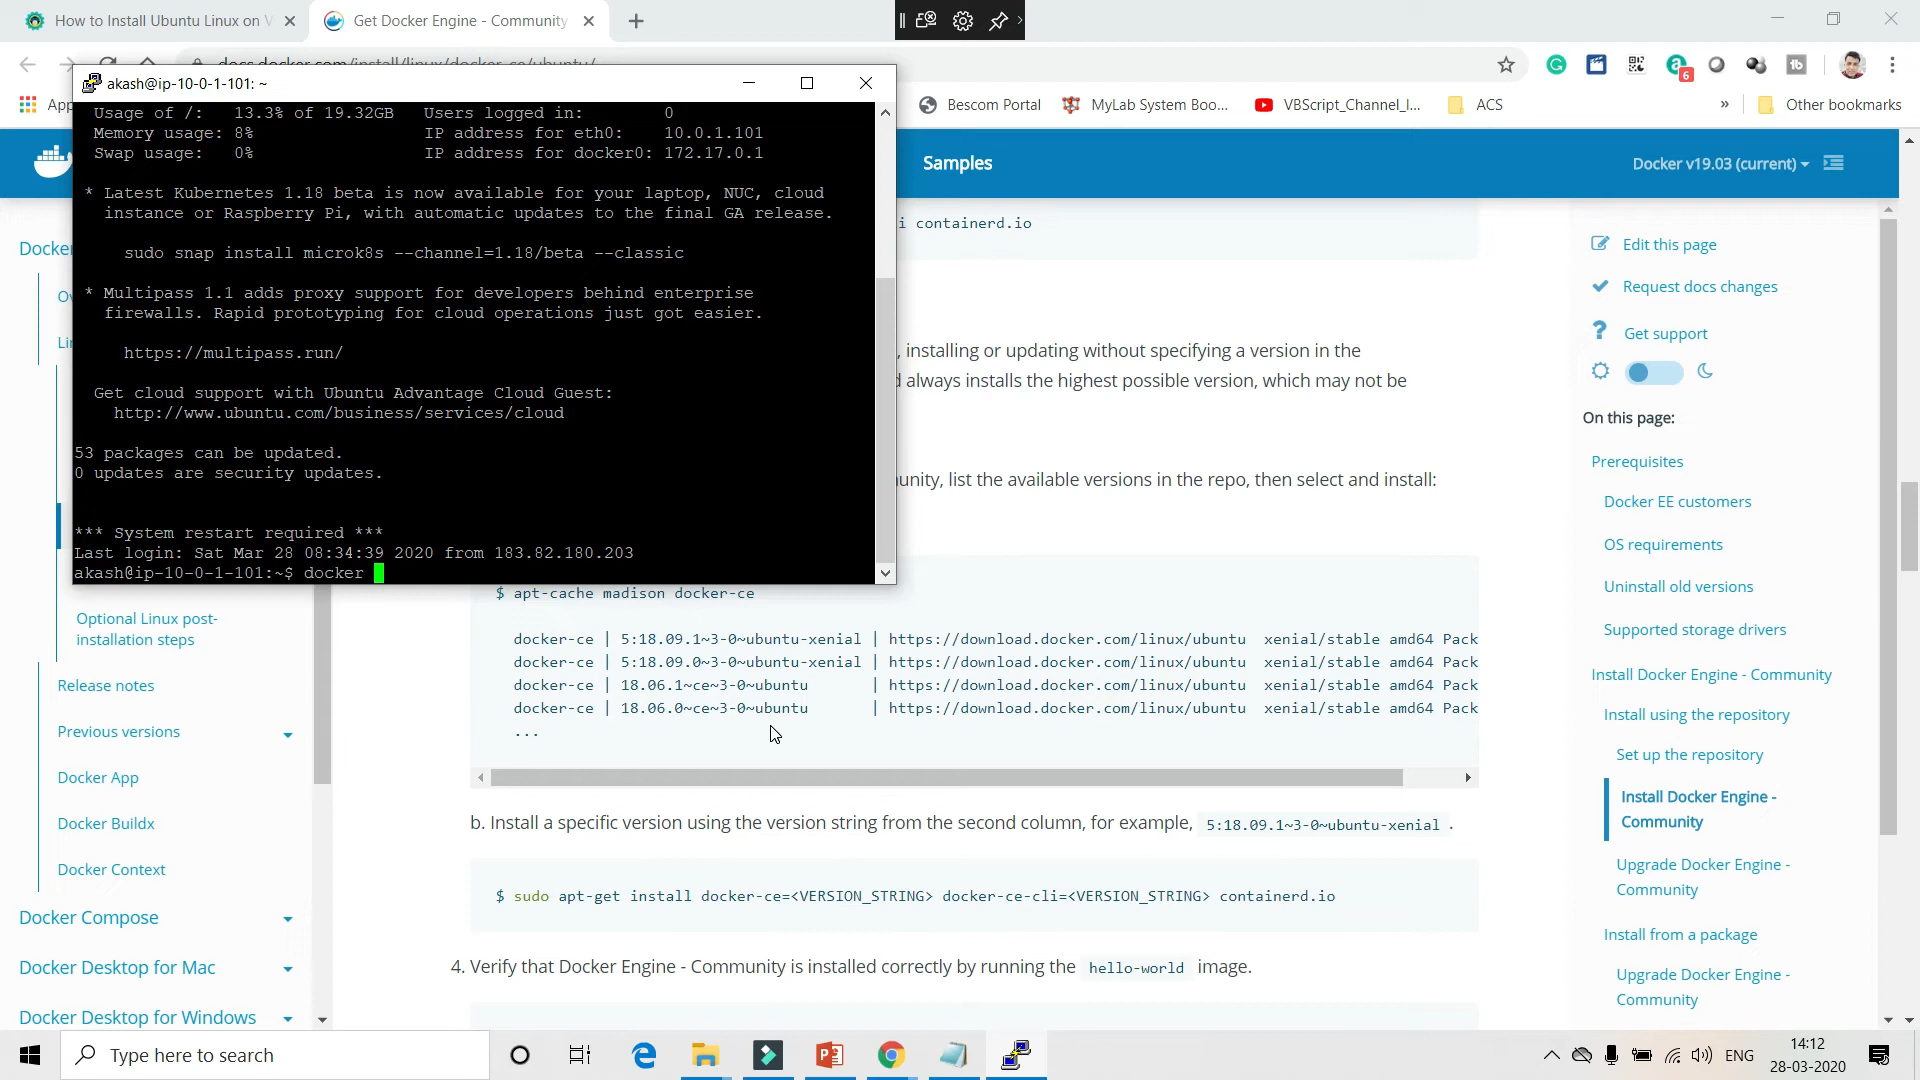 How to Install Ubuntu Linux on V
Get Docker Engine - Community
docs.docker.com/install/linux/docker-ce/ubuntu/
6
Bescom Portal
MyLab System Boo...
VBScript_Channel_I...
ACS
»
Other bookmarks
akash@ip-10-0-1-101: ~
Usage of /: 13.3% of 19.32GB Users logged in: 0
Memory usage: 8% IP address for eth0: 10.0.1.101
Swap usage: 0% IP address for docker0: 172.17.0.1
* Latest Kubernetes 1.18 beta is now available for your laptop, NUC, cloud
instance or Raspberry Pi, with automatic updates to the final GA release.
sudo snap install microk8s --channel=1.18/beta --classic
* Multipass 1.1 adds proxy support for developers behind enterprise
firewalls. Rapid prototyping for cloud operations just got easier.
https://multipass.run/
Get cloud support with Ubuntu Advantage Cloud Guest:
http://www.ubuntu.com/business/services/cloud
53 packages can be updated.
0 updates are security updates.
*** System restart required ***
Last login: Sat Mar 28 08:34:39 2020 from 183.82.180.203
akash@ip-10-0-1-101:~$ docker
Samples
Docker v19.03 (current)
Docker
Optional Linux post-
installation steps
Release notes
Previous versions
Docker App
Docker Buildx
Docker Context
Docker Compose
Docker Desktop for Mac
Docker Desktop for Windows
i containerd.io
, installing or updating without specifying a version in the
d always installs the highest possible version, which may not be
unity, list the available versions in the repo, then select and install:
$ apt-cache madison docker-ce
docker-ce | 5:18.09.1~3-0~ubuntu-xenial | https://download.docker.com/linux/ubuntu xenial/stable amd64 Pack
docker-ce | 5:18.09.0~3-0~ubuntu-xenial | https://download.docker.com/linux/ubuntu xenial/stable amd64 Pack
docker-ce | 18.06.1~ce~3-0~ubuntu | https://download.docker.com/linux/ubuntu xenial/stable amd64 Pack
docker-ce | 18.06.0~ce~3-0~ubuntu | https://download.docker.com/linux/ubuntu xenial/stable amd64 Pack
...
b. Install a specific version using the version string from the second column, for example, 5:18.09.1~3-0~ubuntu-xenial .
$ sudo apt-get install docker-ce=<VERSION_STRING> docker-ce-cli=<VERSION_STRING> containerd.io
4. Verify that Docker Engine - Community is installed correctly by running the hello-world image.
Edit this page
Request docs changes
Get support
On this page:
Prerequisites
Docker EE customers
OS requirements
Uninstall old versions
Supported storage drivers
Install Docker Engine - Community
Install using the repository
Set up the repository
Install Docker Engine -
Community
Upgrade Docker Engine -
Community
Install from a package
Upgrade Docker Engine -
Community
Type here to search
ENG
14:12
28-03-2020